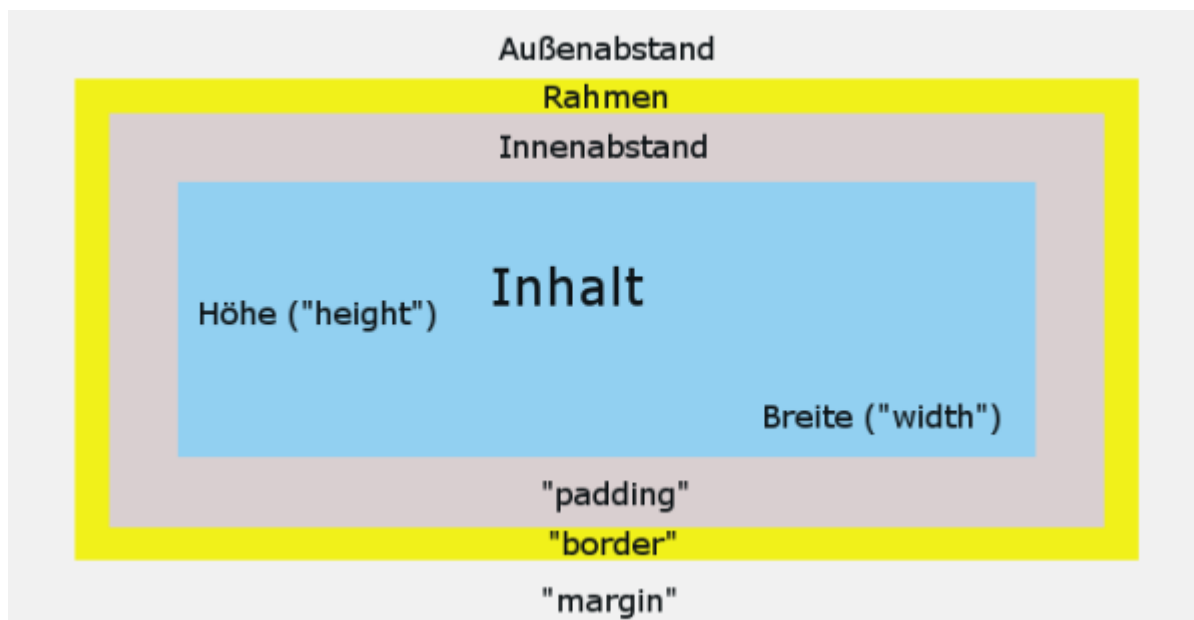 Außenabstand
Rahmen
Innenabstand
Inhalt
Höhe ("height")
Breite ("width")
"padding"
"border"
"margin"